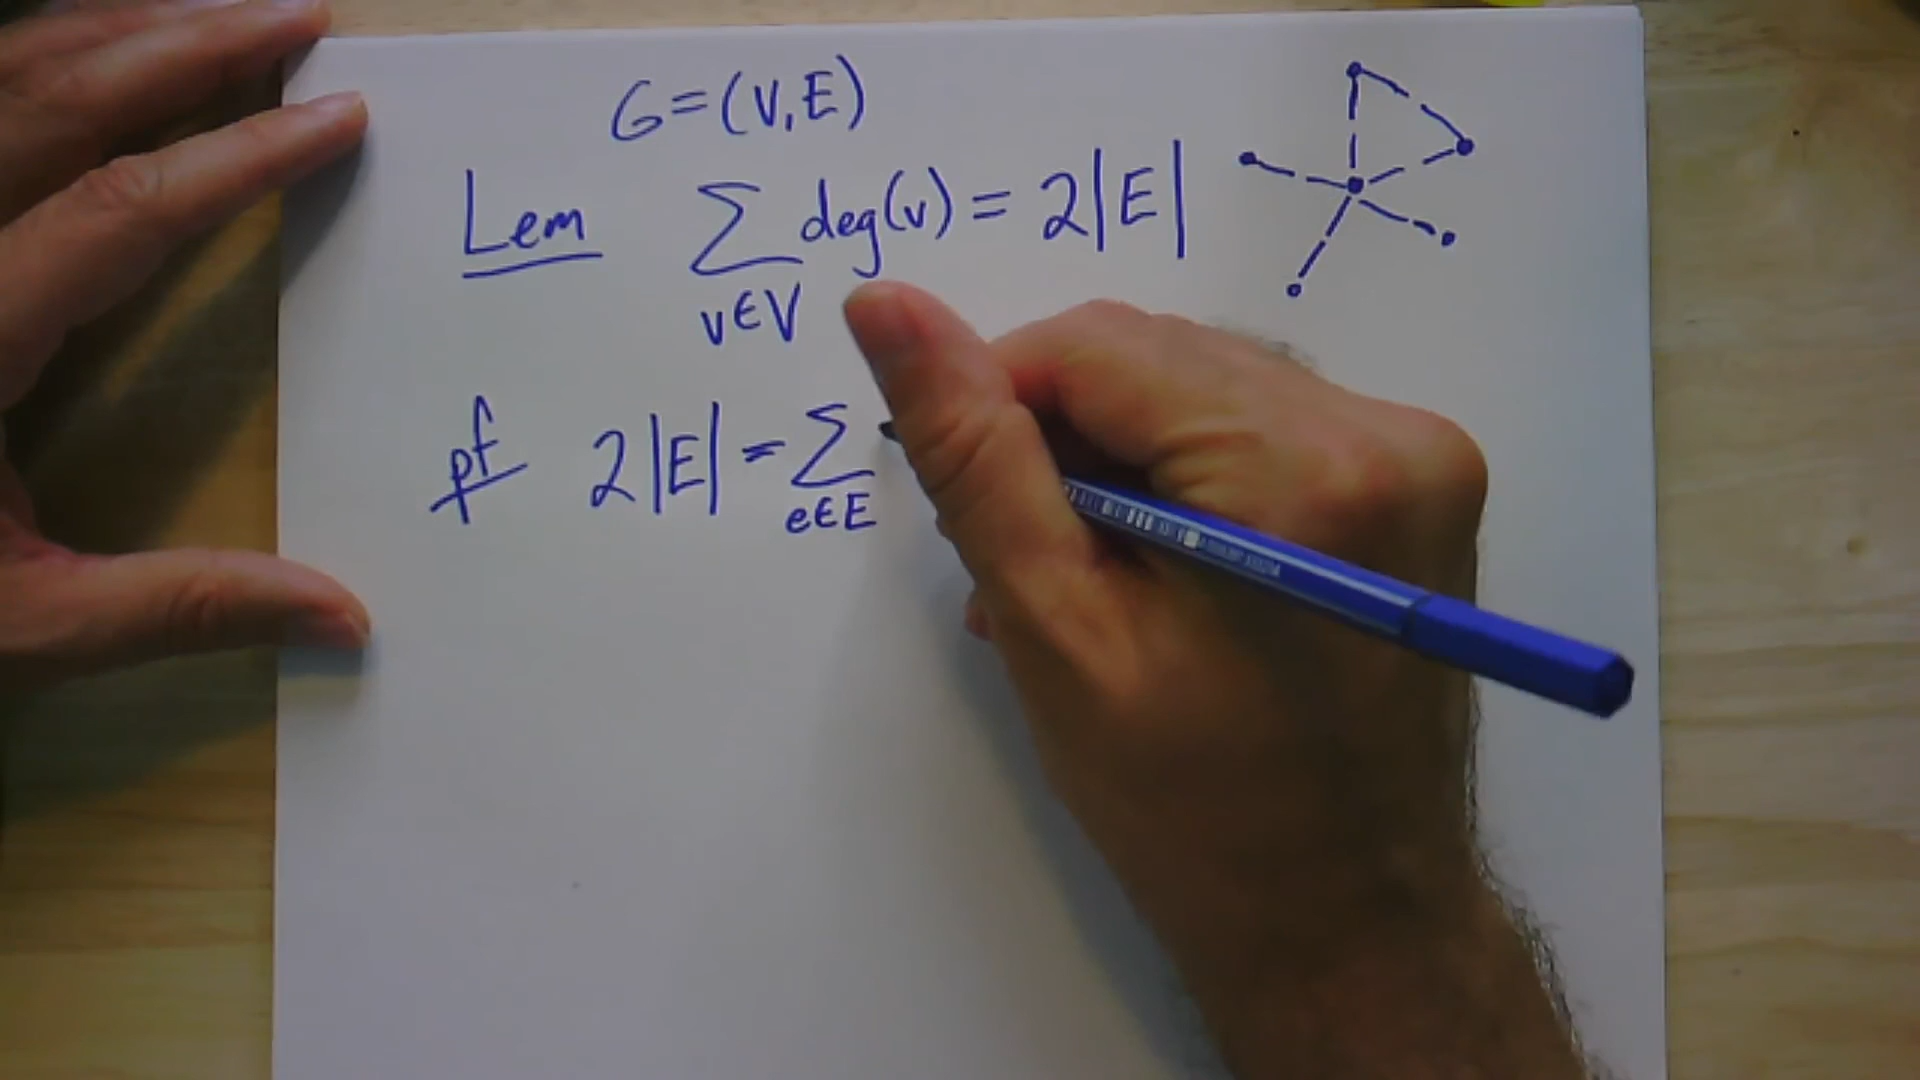 G=(V,E)
Lem ∑ deg(v) = 2|E|
v∈V
pf 2|E| = ∑
e∈E